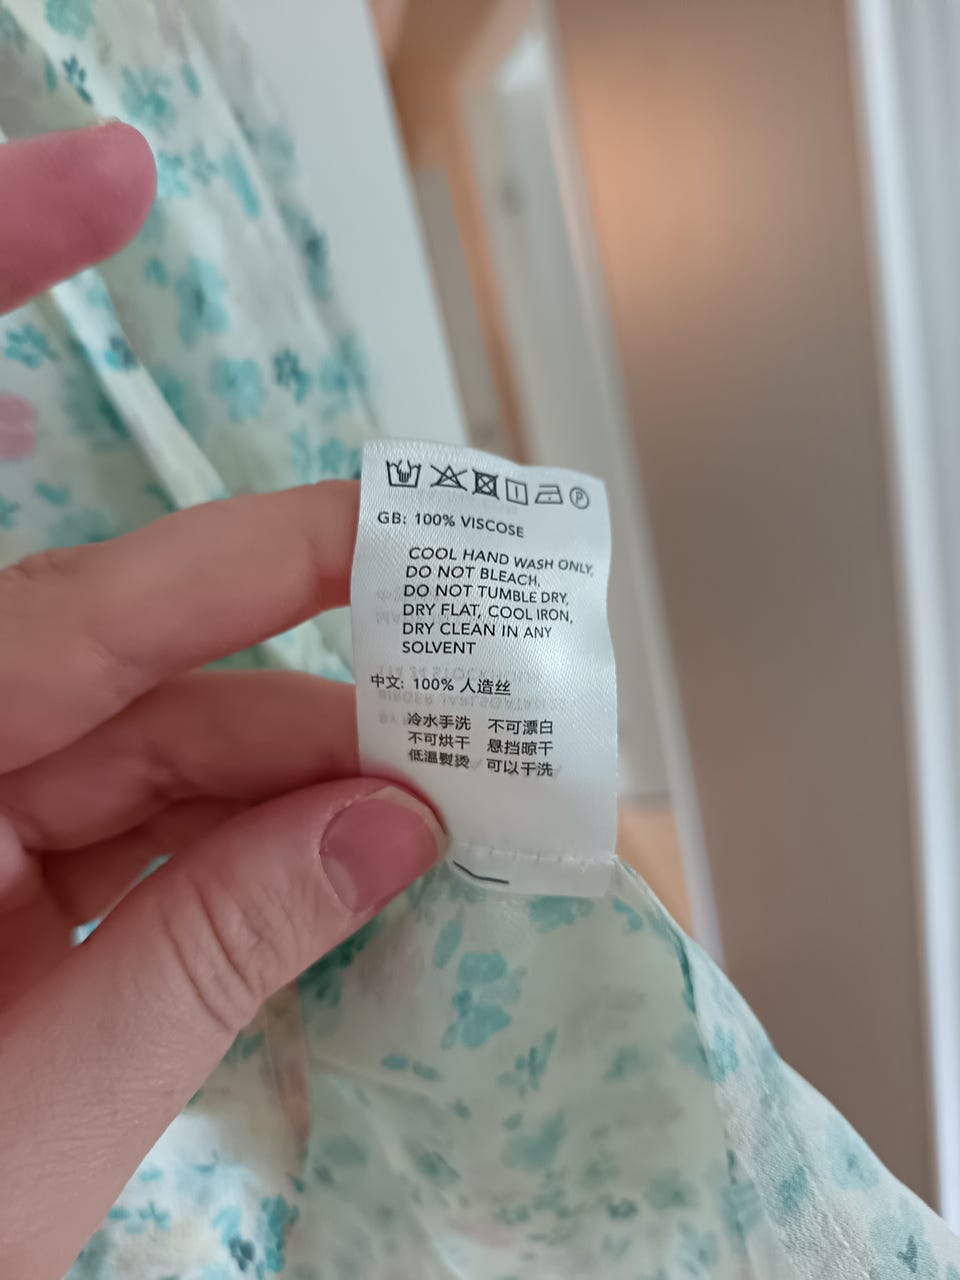 GB: 100% VISCOSE
COOL HAND WASH ONLY,
DO NOT BLEACH,
DO NOT TUMBLE DRY,
DRY FLAT, COOL IRON,
DRY CLEAN IN ANY
SOLVENT
中文: 100% 人造丝
冷水手洗 不可漂白
不可烘干 悬挡晾干
低温熨烫 可以干洗